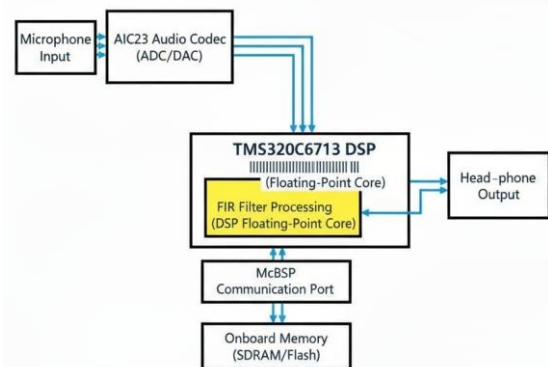 Microphone
Input
AIC23 Audio Codec
(ADC/DAC)
TMS320C6713 DSP
(Floating-Point Core)
FIR Filter Processing
(DSP Floating-Point Core)
Head-phone
Output
McBSP
Communication Port
Onboard Memory
(SDRAM/Flash)